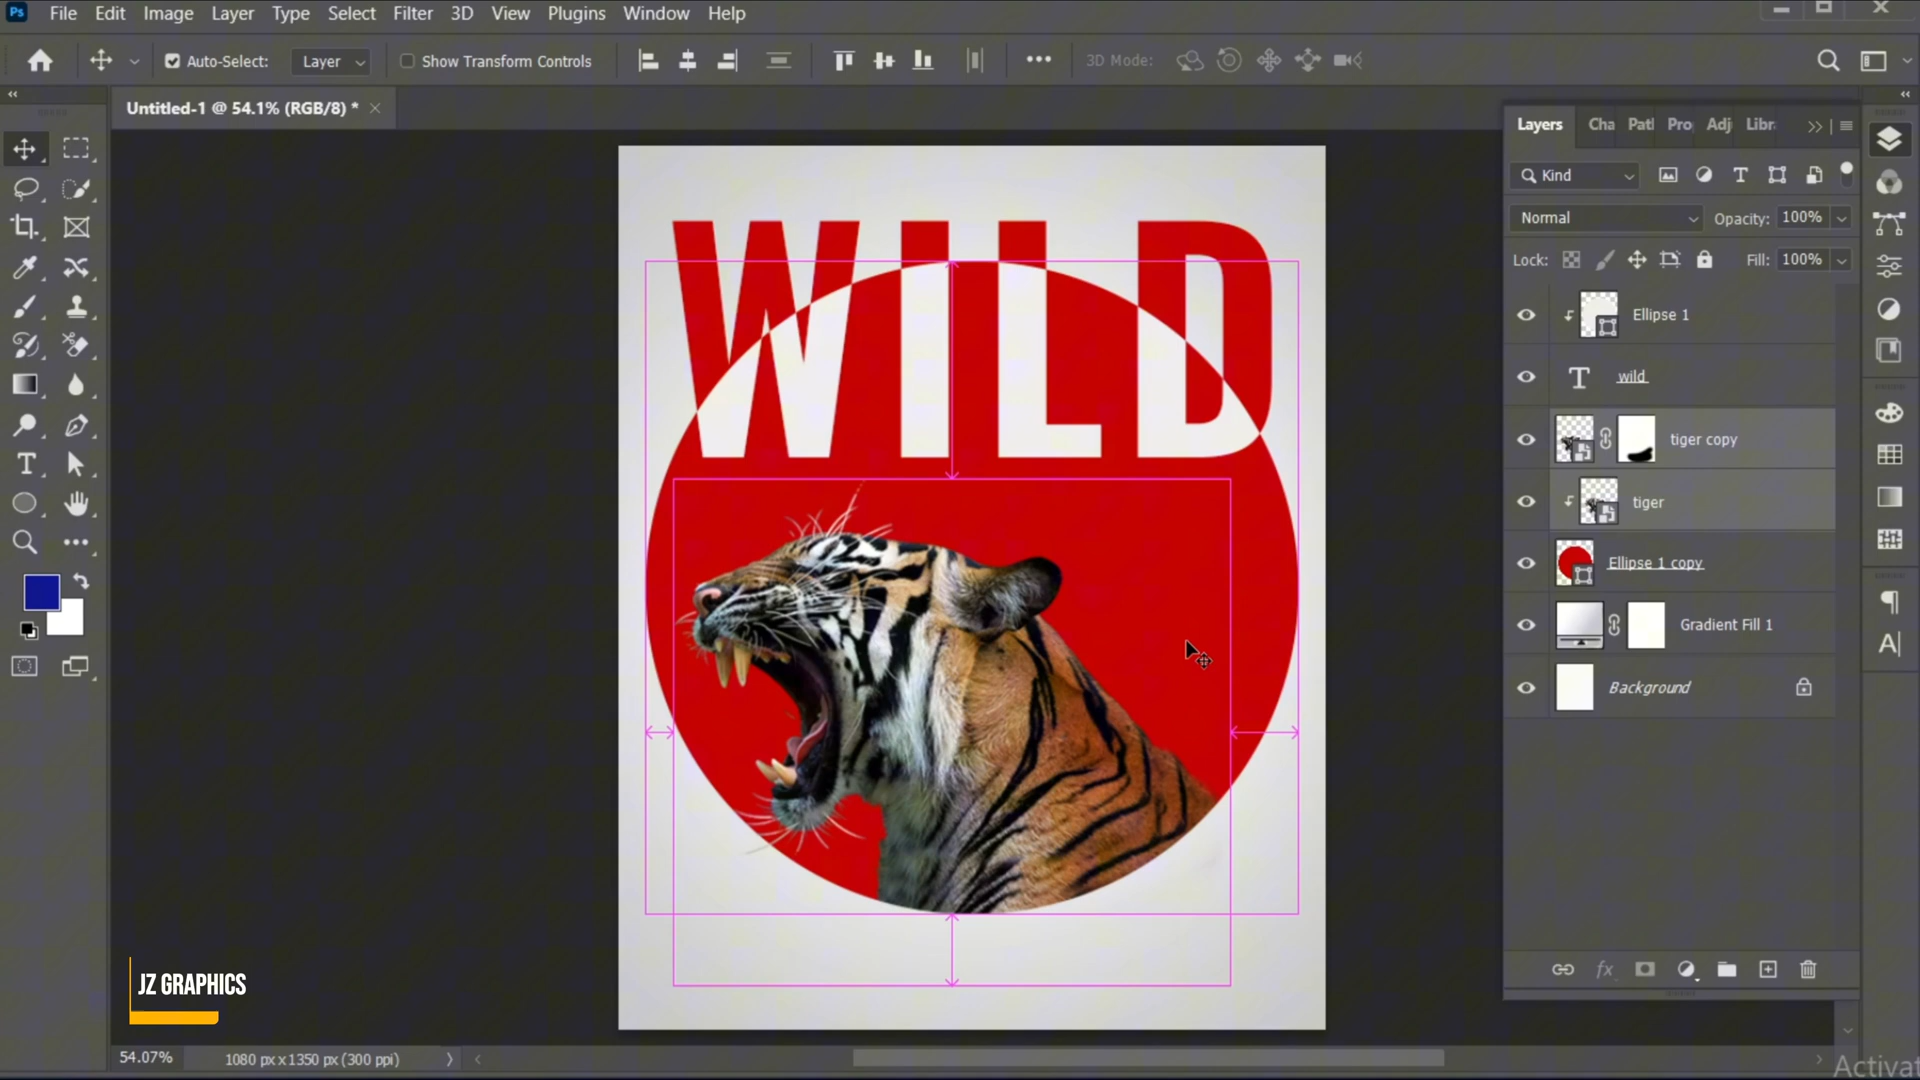 Ps File Edit Image Layer Type Select Filter 3D View Plugins Window Help
Auto-Select: Layer Show Transform Controls 3D Mode:
Untitled-1 @ 54.1% (RGB/8) *
Layers Cha Patl Pro Adj Libr
Kind
Normal Opacity: 100%
Lock: Fill: 100%
Ellipse 1
wild
tiger copy
tiger
Ellipse 1 copy
Gradient Fill 1
Background
WILD
JZ GRAPHICS
54.07% 1080 px x 1350 px (300 ppi)
Activat